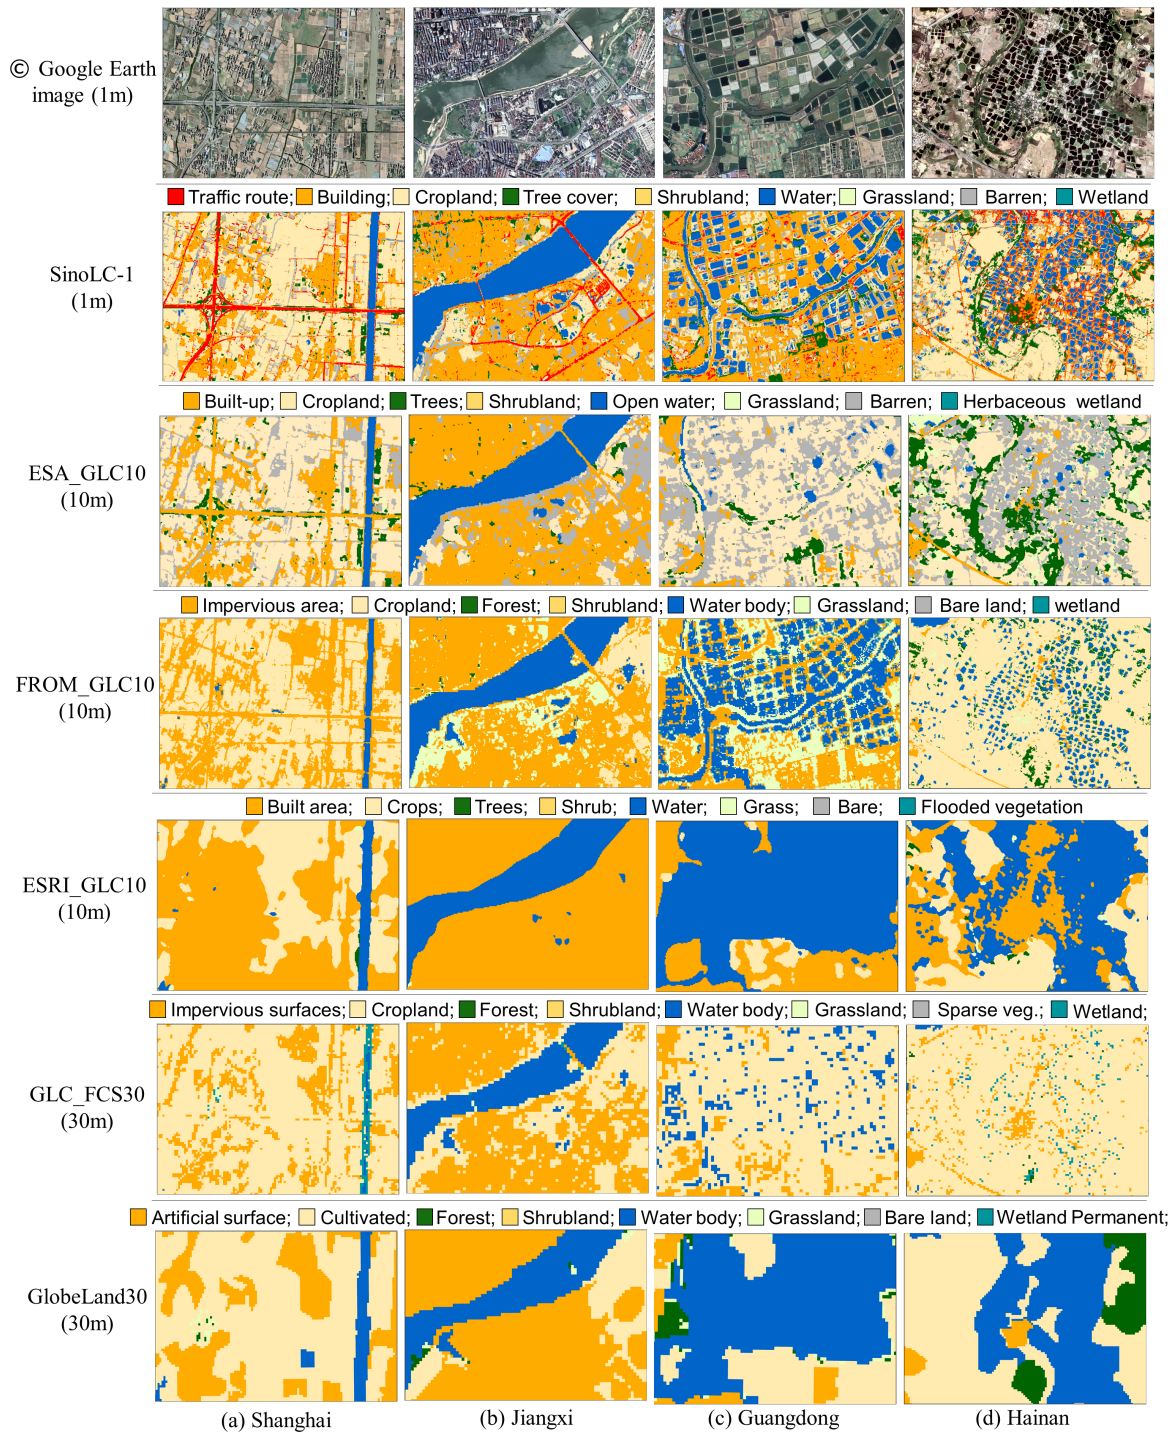 © Google Earth
image (1m)
Traffic route; Building; Cropland; Tree cover; Shrubland; Water; Grassland; Barren; Wetland
SinoLC-1
(1m)
Built-up; Cropland; Trees; Shrubland; Open water; Grassland; Barren; Herbaceous wetland
ESA_GLC10
(10m)
Impervious area; Cropland; Forest; Shrubland; Water body; Grassland; Bare land; wetland
FROM_GLC10
(10m)
Built area; Crops; Trees; Shrub; Water; Grass; Bare; Flooded vegetation
ESRI_GLC10
(10m)
Impervious surfaces; Cropland; Forest; Shrubland; Water body; Grassland; Sparse veg.; Wetland;
GLC_FCS30
(30m)
Artificial surface; Cultivated; Forest; Shrubland; Water body; Grassland; Bare land; Wetland Permanent;
GlobeLand30
(30m)
(a) Shanghai (b) Jiangxi (c) Guangdong (d) Hainan